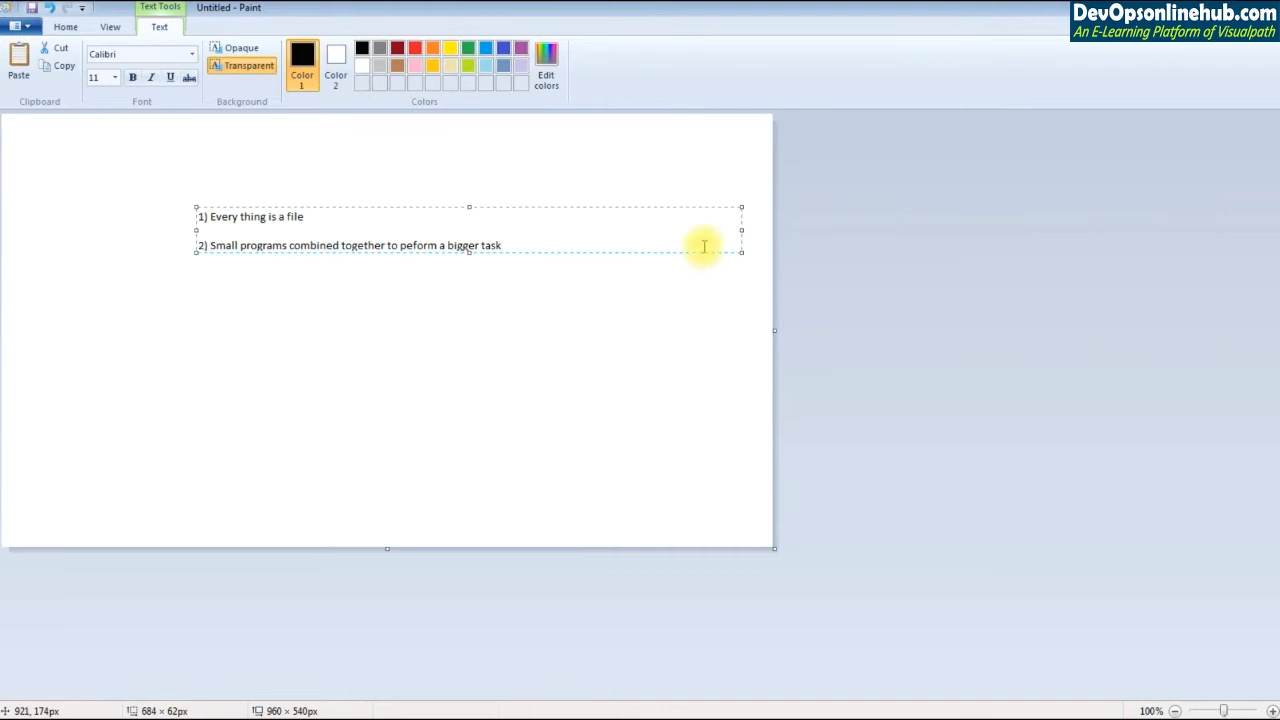 Text Tools
Untitled - Paint
DevOpsonlinehub.com
An E-Learning Platform of Visualpath
Home
View
Text
Paste
Cut
Copy
Clipboard
Calibri
11
B
I
U
abc
Font
Opaque
Transparent
Background
Color
1
Color
2
Edit
colors
Colors
1) Every thing is a file
2) Small programs combined together to peform a bigger task
921, 174px
684 × 62px
960 × 540px
100%